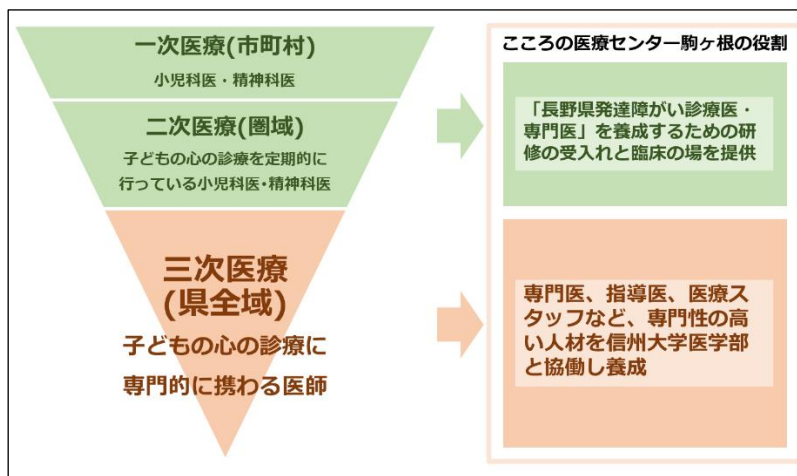 一次医療(市町村)
小児科医・精神科医
二次医療(圏域)
子どもの心の診療を定期的に
行っている小児科医・精神科医
三次医療
(県全域)
子どもの心の診療に
専門的に携わる医師
こころの医療センター駒ヶ根の役割
「長野県発達障がい診療医・
専門医」を養成するための研
修の受入れと臨床の場を提供
専門医、指導医、医療ス
タッフなど、専門性の高
い人材を信州大学医学部
と協働し養成